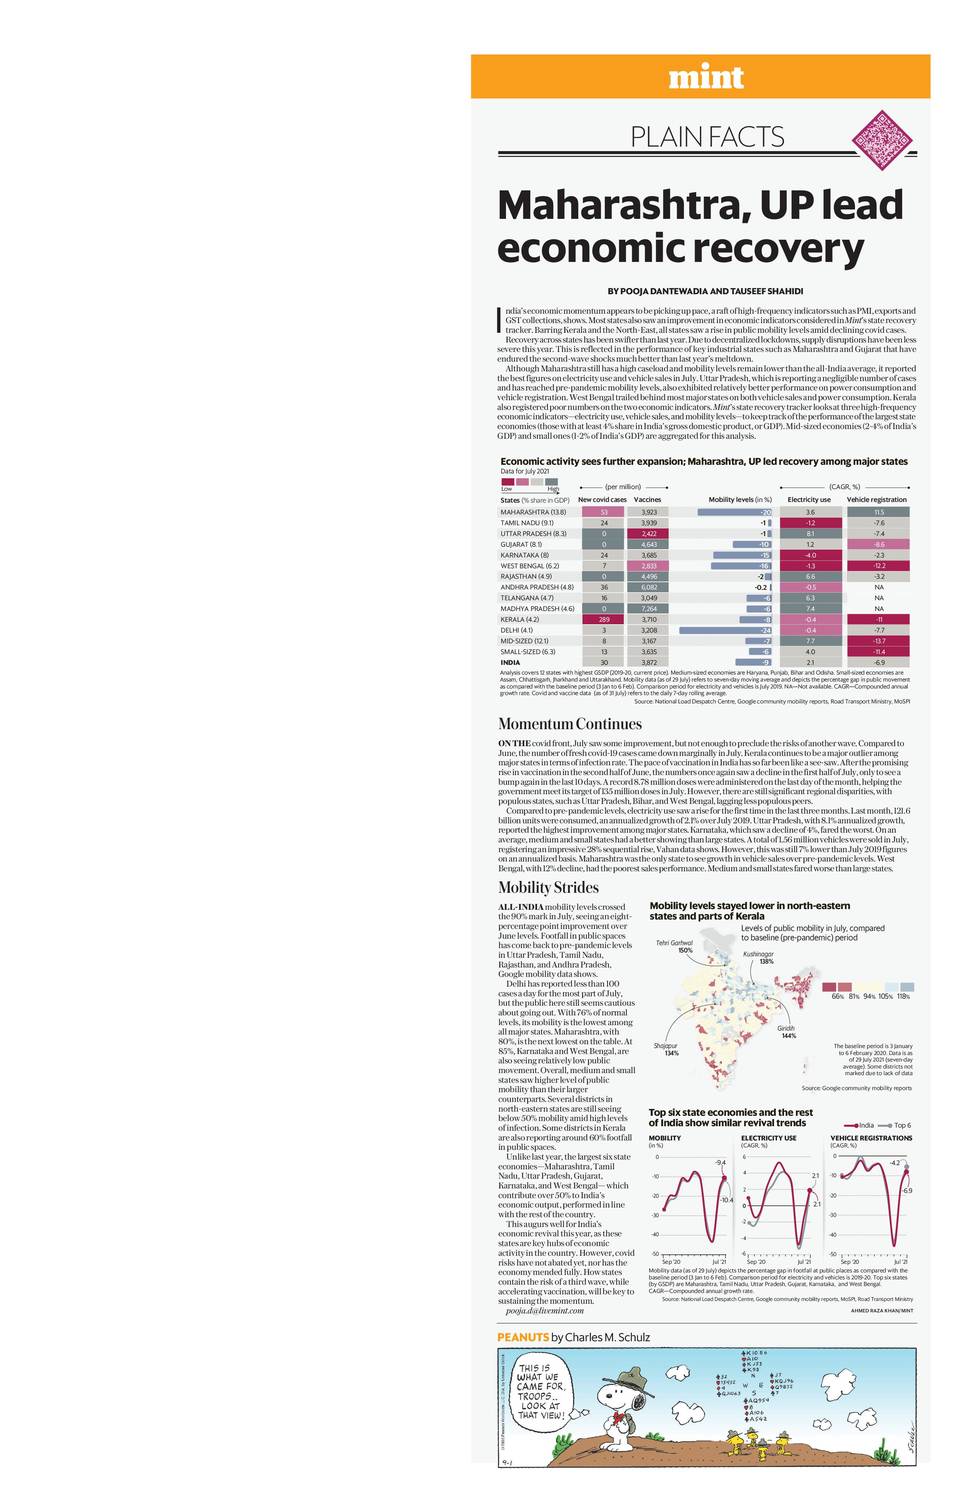 mint
PLAIN FACTS
Maharashtra, UP lead
economic recovery
BY POOJA DANTEWADIA AND TAUSEEF SHAHIDI
India's economic momentum appears to be picking up pace, a raft of high-frequency indicators such as PMI, exports and
GST collections, shows. Most states also saw an improvement in economic indicators considered in Mint's state recovery
tracker. Barring Kerala and the North-East, all states saw a rise in public mobility levels amid declining covid cases.
Recovery across states has been swifter than last year. Due to decentralized lockdowns, supply disruptions have been less
severe this year. This is reflected in the performance of key industrial states such as Maharashtra and Gujarat that have
endured the second-wave shocks much better than last year's meltdown.
Although Maharashtra still has a high caseload and mobility levels remain lower than the all-India average, it reported
the best figures on electricity use and vehicle sales in July. Uttar Pradesh, which is reporting a negligible number of cases
and has reached pre-pandemic mobility levels, also exhibited relatively better performance on power consumption and
vehicle registration. West Bengal trailed behind most major states on both vehicle sales and power consumption. Kerala
also registered poor numbers on the two economic indicators. Mint's state recovery tracker looks at three high-frequency
economic indicators—electricity use, vehicle sales, and mobility levels—to keep track of the performance of the largest state
economies (those with at least 4% share in India's gross domestic product, or GDP). Mid-sized economies (2-4% of India's
GDP) and small ones (1-2% of India's GDP) are aggregated for this analysis.
Economic activity sees further expansion; Maharashtra, UP led recovery among major states
Data for July 2021
Low High
(per million) (CAGR, %)
States (% share in GDP) New covid cases Vaccines Mobility levels (in %) Electricity use Vehicle registration
MAHARASHTRA (13.8) 53 3,923 -20 3.6 11.5
TAMIL NADU (9.1) 24 3,939 -1 -1.2 -7.6
UTTAR PRADESH (8.3) 0 2,422 -1 8.1 -7.4
GUJARAT (8.1) 0 4,643 -10 1.2 -8.6
KARNATAKA (8) 24 3,685 -15 -4.0 -2.3
WEST BENGAL (6.2) 7 2,833 -16 -1.3 -12.2
RAJASTHAN (4.9) 0 4,496 -2 6.6 -3.2
ANDHRA PRADESH (4.8) 36 6,082 -0.2 -0.5 NA
TELANGANA (4.7) 16 3,049 -6 6.3 NA
MADHYA PRADESH (4.6) 0 7,264 -6 7.4 NA
KERALA (4.2) 289 3,710 -8 -0.4 -11
DELHI (4.1) 3 3,208 -24 -0.4 -7.7
MID-SIZED (12.1) 8 3,167 -7 7.7 -13.7
SMALL-SIZED (6.3) 13 3,635 -6 4.0 -11.4
INDIA 30 3,872 -9 2.1 -6.9
Analysis covers 12 states with highest GSDP (2019-20, current price). Medium-sized economies are Haryana, Punjab, Bihar and Odisha. Small-sized economies are
Assam, Chhattisgarh, Jharkhand and Uttarakhand. Mobility data (as of 29 July) refers to seven-day moving average and depicts the percentage gap in public movement
as compared with the baseline period (3 Jan to 6 Feb). Comparison period for electricity and vehicles is July 2019. NA—Not available. CAGR—Compounded annual
growth rate. Covid and vaccine data (as of 31 July) refers to the daily 7-day rolling average.
Source: National Load Despatch Centre, Google community mobility reports, Road Transport Ministry, MoSPI
Momentum Continues
ON THE covid front, July saw some improvement, but not enough to preclude the risks of another wave. Compared to
June, the number of fresh covid-19 cases came down marginally in July. Kerala continues to be a major outlier among
major states in terms of infection rate. The pace of vaccination in India has so far been like a see-saw. After the promising
rise in vaccination in the second half of June, the numbers once again saw a decline in the first half of July, only to see a
bump again in the last 10 days. A record 8.78 million doses were administered on the last day of the month, helping the
government meet its target of 135 million doses in July. However, there are still significant regional disparities, with
populous states, such as Uttar Pradesh, Bihar, and West Bengal, lagging less populous peers.
Compared to pre-pandemic levels, electricity use saw a rise for the first time in the last three months. Last month, 121.6
billion units were consumed, an annualized growth of 2.1% over July 2019. Uttar Pradesh, with 8.1% annualized growth,
reported the highest improvement among major states. Karnataka, which saw a decline of 4%, fared the worst. On an
average, medium and small states had a better showing than large states. A total of 1.56 million vehicles were sold in July,
registering an impressive 28% sequential rise, Vahan data shows. However, this was still 7% lower than July 2019 figures
on an annualized basis. Maharashtra was the only state to see growth in vehicle sales over pre-pandemic levels. West
Bengal, with 12% decline, had the poorest sales performance. Medium and small states fared worse than large states.
Mobility Strides
ALL-INDIA mobility levels crossed
the 90% mark in July, seeing an eight-
percentage point improvement over
June levels. Footfall in public spaces
has come back to pre-pandemic levels
in Uttar Pradesh, Tamil Nadu,
Rajasthan, and Andhra Pradesh,
Google mobility data shows.
Delhi has reported less than 100
cases a day for the most part of July,
but the public here still seems cautious
about going out. With 76% of normal
levels, its mobility is the lowest among
all major states. Maharashtra, with
80%, is the next lowest on the table. At
85%, Karnataka and West Bengal, are
also seeing relatively low public
movement. Overall, medium and small
states saw higher level of public
mobility than their larger
counterparts. Several districts in
north-eastern states are still seeing
below 50% mobility amid high levels
of infection. Some districts in Kerala
are also reporting around 60% footfall
in public spaces.
Unlike last year, the largest six state
economies—Maharashtra, Tamil
Nadu, Uttar Pradesh, Gujarat,
Karnataka, and West Bengal— which
contribute over 50% to India's
economic output, performed in line
with the rest of the country.
This augurs well for India's
economic revival this year, as these
states are key hubs of economic
activity in the country. However, covid
risks have not abated yet, nor has the
economy mended fully. How states
contain the risk of a third wave, while
accelerating vaccination, will be key to
sustaining the momentum.
pooja.d@livemint.com
Mobility levels stayed lower in north-eastern
states and parts of Kerala
Levels of public mobility in July, compared
to baseline (pre-pandemic) period
Tehri Garhwal
150%
Kushinagar
138%
66% 81% 94% 105% 118%
Giridih
144%
Shajapur
134%
The baseline period is 3 January
to 6 February 2020. Data is as
of 29 July 2021 (seven-day
average). Some districts not
marked due to lack of data
Source: Google community mobility reports
Top six state economies and the rest
of India show similar revival trends
India Top 6
MOBILITY
(in %)
0
-10
-20
-30
-40
-50
-9.4
-10.4
Sep '20 Jul '21
ELECTRICITY USE
(CAGR, %)
6
4
2
0
-2
-4
-6
2.1
2.1
Sep '20 Jul '21
VEHICLE REGISTRATIONS
(CAGR, %)
0
-10
-20
-30
-40
-50
-4.2
-6.9
Sep '20 Jul '21
Mobility data (as of 29 July) depicts the percentage gap in footfall at public places as compared with the
baseline period (3 Jan to 6 Feb). Comparison period for electricity and vehicles is 2019-20. Top six states
(by GSDP) are Maharashtra, Tamil Nadu, Uttar Pradesh, Gujarat, Karnataka, and West Bengal.
CAGR—Compounded annual growth rate.
Source: National Load Despatch Centre, Google community mobility reports, MoSPI, Road Transport Ministry
AHMED RAZA KHAN/MINT
PEANUTS by Charles M. Schulz
THIS IS
WHAT WE
CAME FOR,
TROOPS..
LOOK AT
THAT VIEW!
N
W E
S
9-1